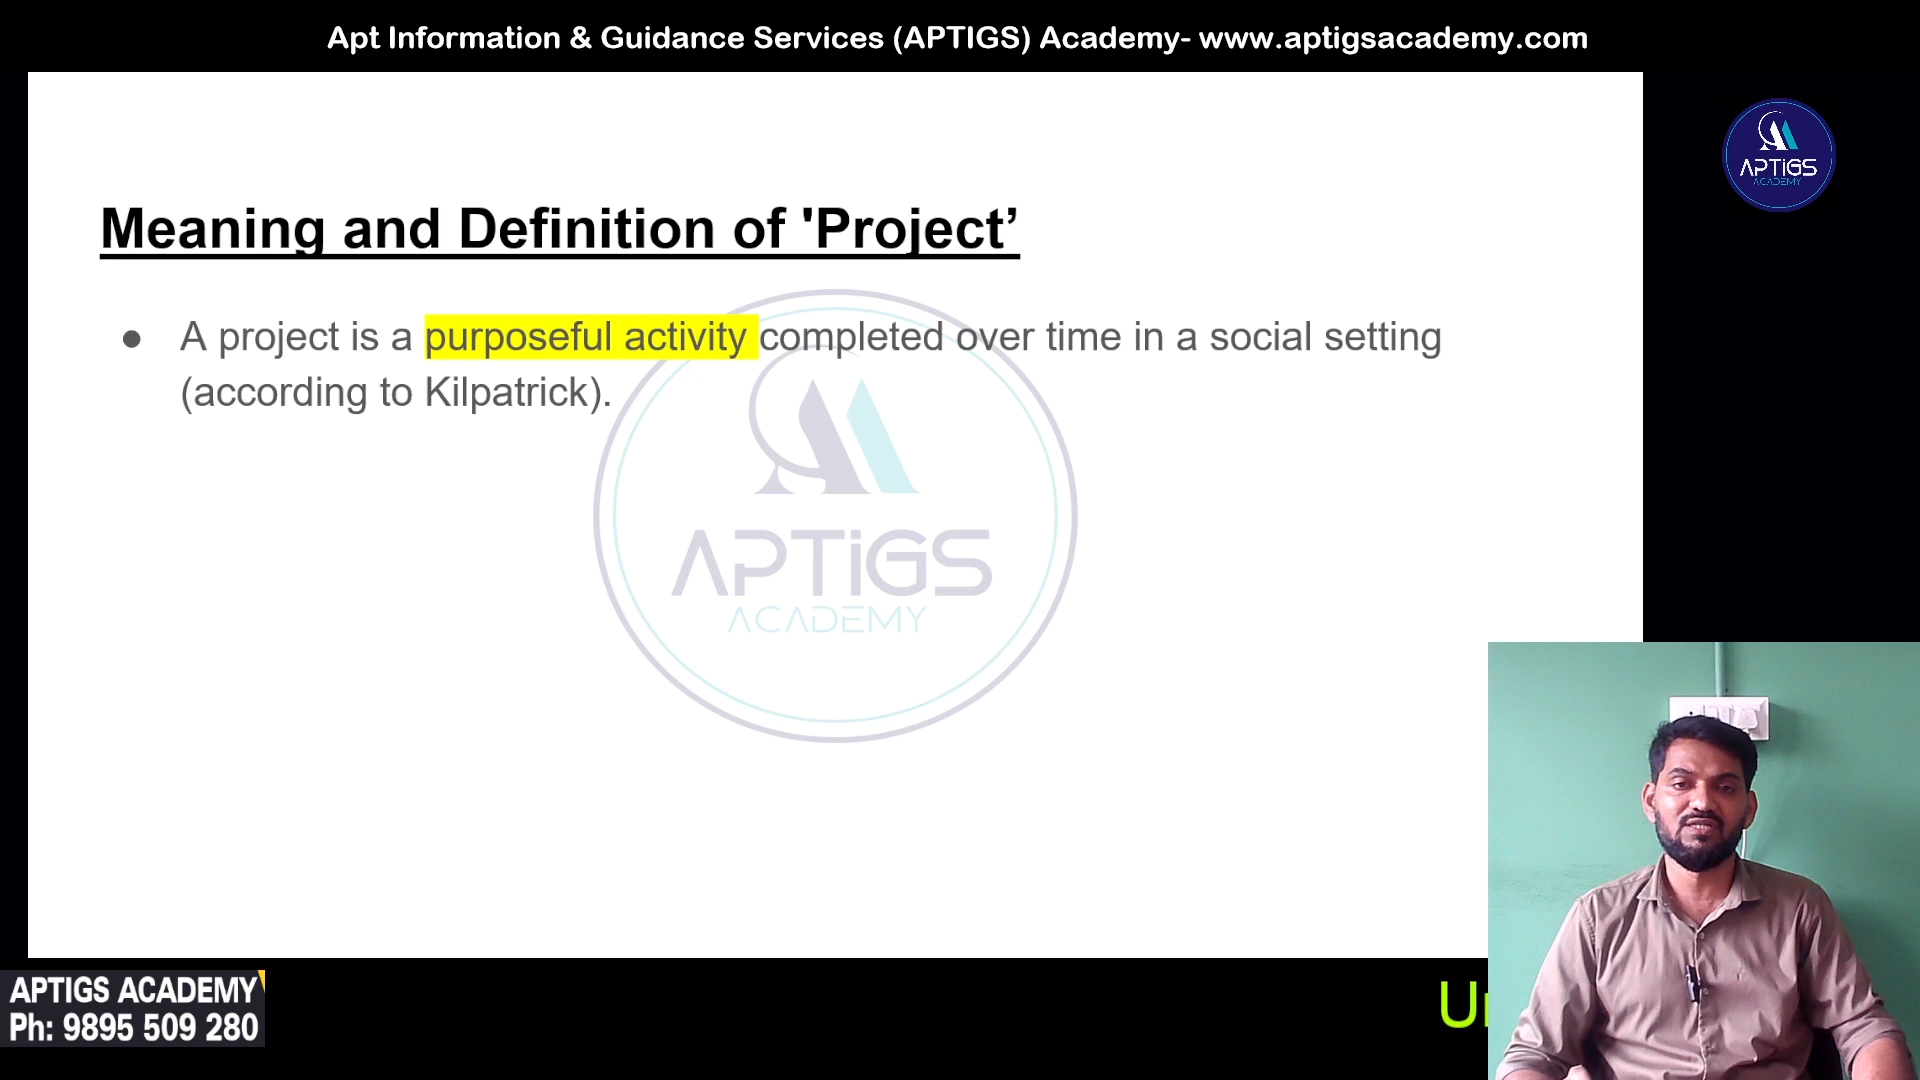 Apt Information & Guidance Services (APTIGS) Academy- www.aptigsacademy.com
APTiGS
ACADEMY
Meaning and Definition of 'Project’
● A project is a purposeful activity completed over time in a social setting
(according to Kilpatrick).
APTiGS
ACADEMY
APTIGS ACADEMY
Ph: 9895 509 280